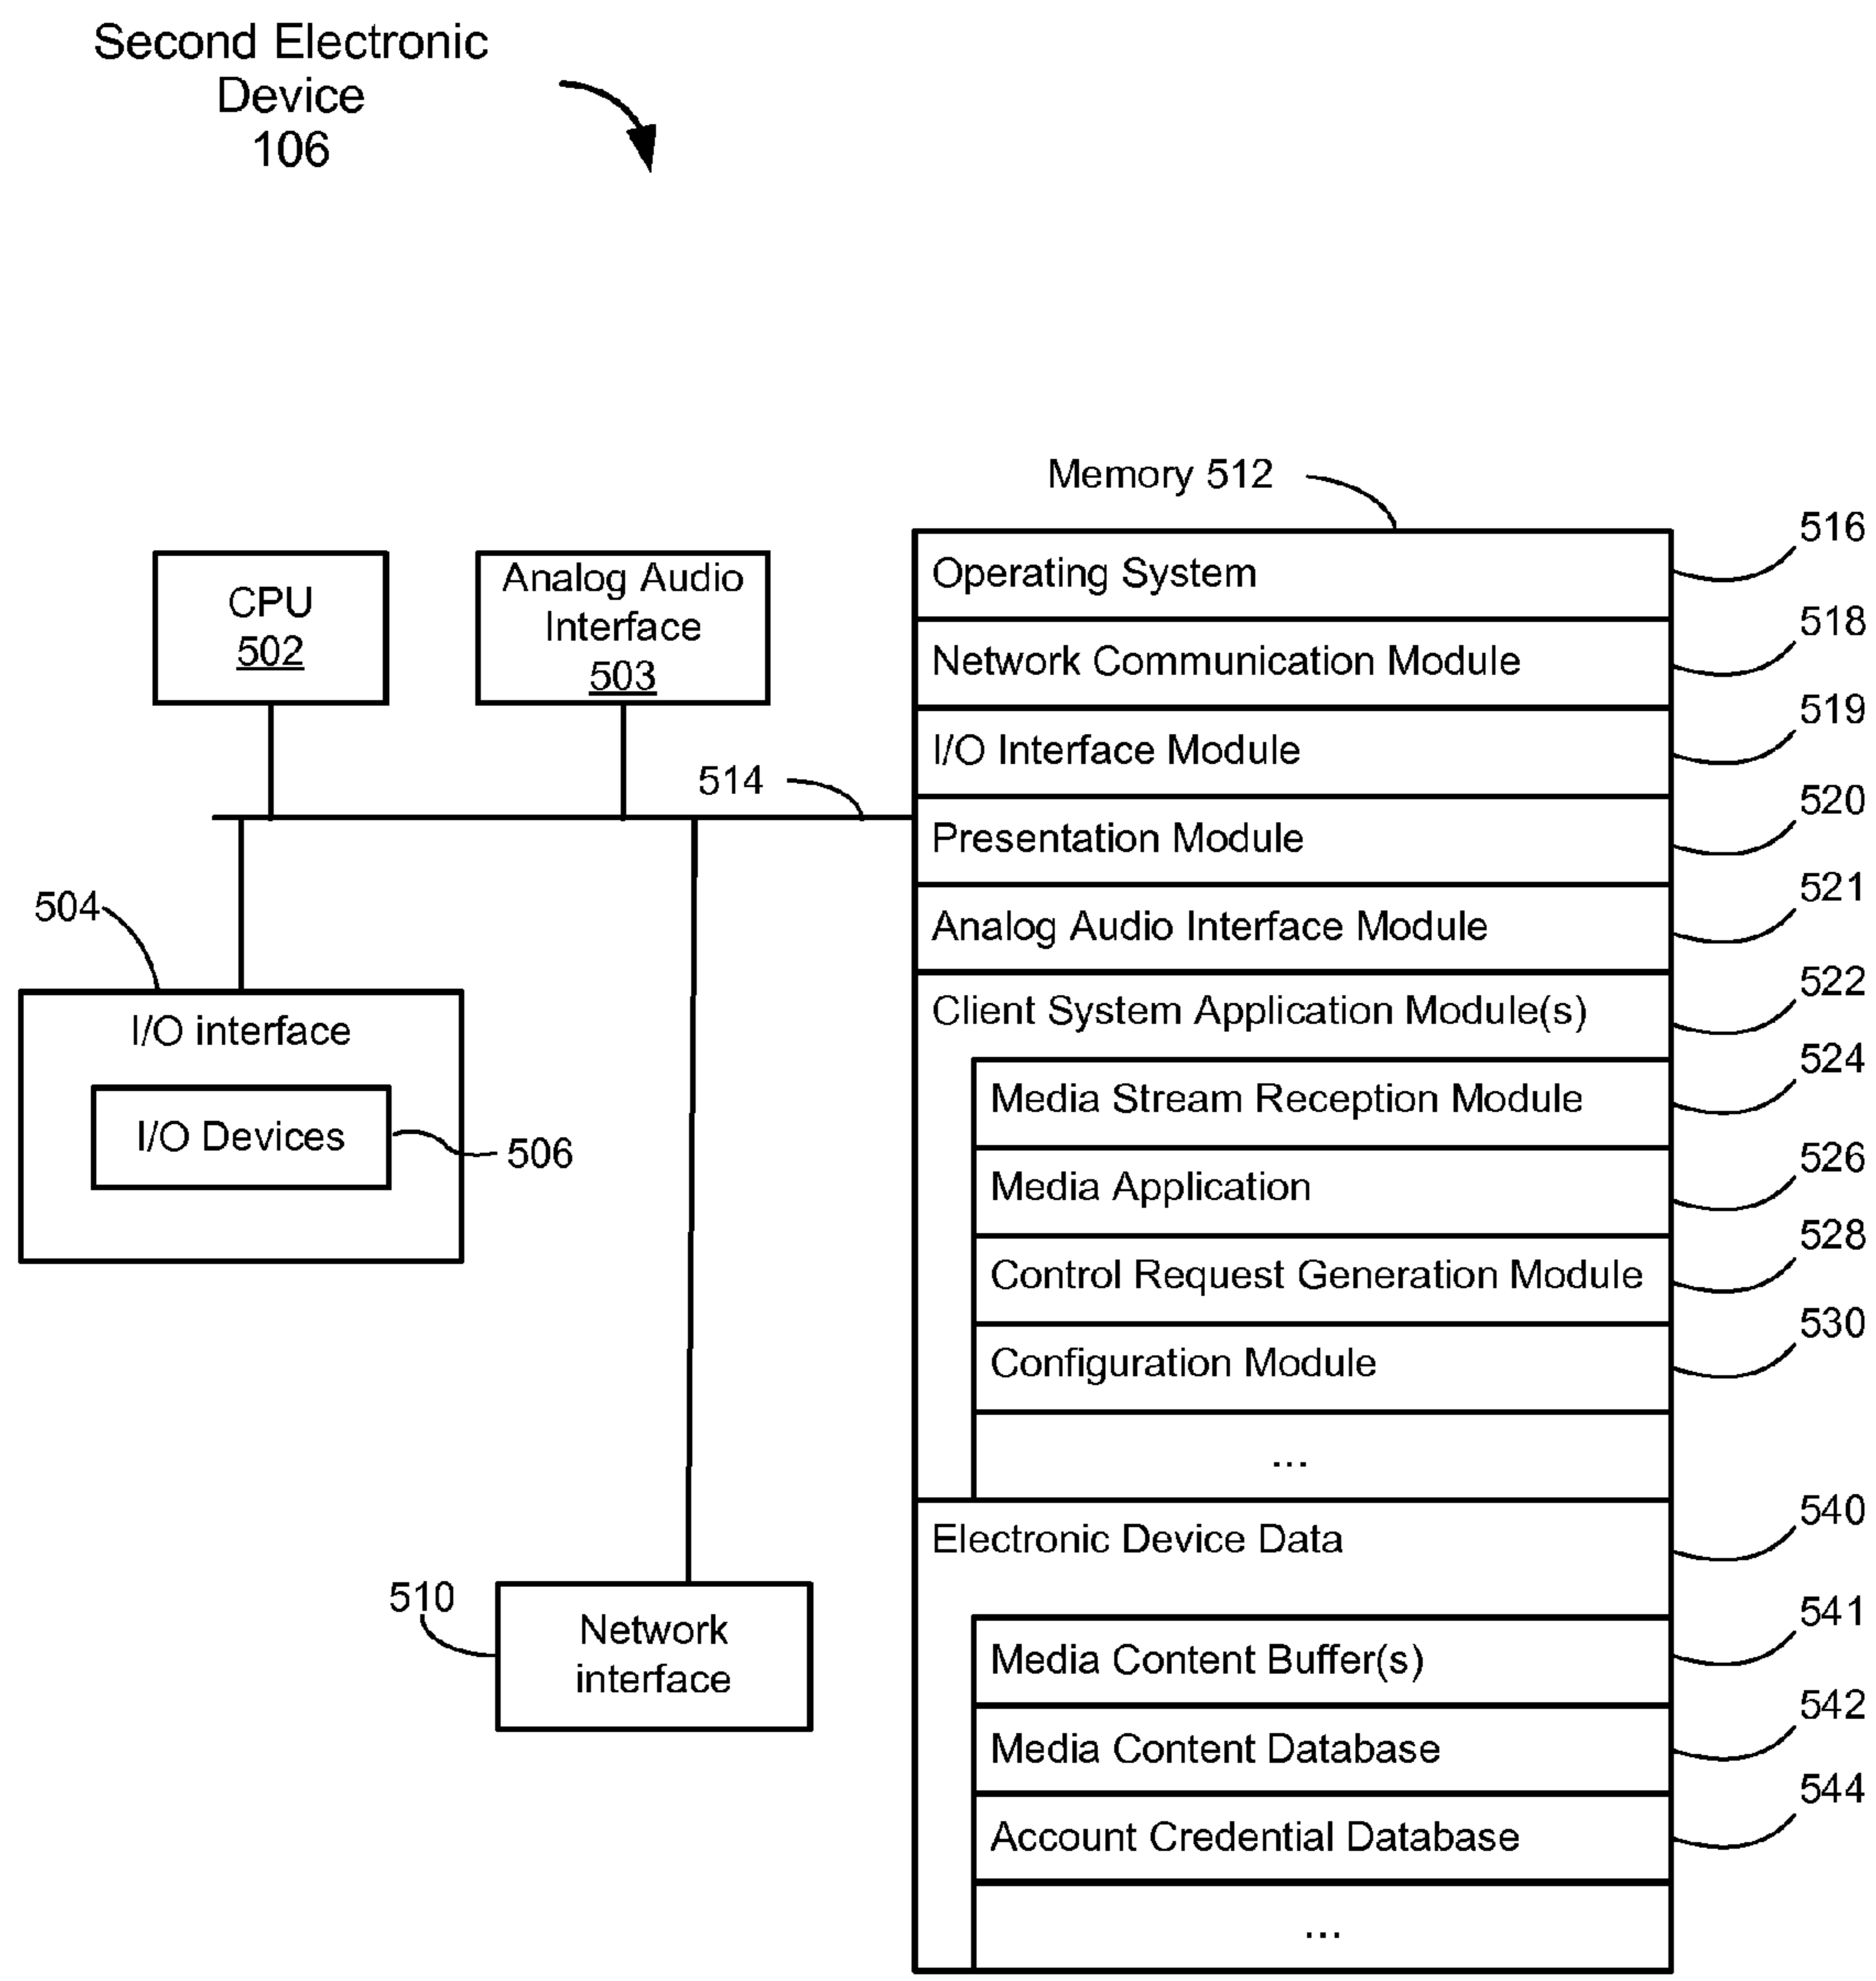 Second Electronic
Device
106
Memory 512
CPU
502
Analog Audio
Interface
503
514
504
I/O interface
I/O Devices
506
510
Network
interface
Operating System
516
Network Communication Module
518
I/O Interface Module
519
Presentation Module
520
Analog Audio Interface Module
521
Client System Application Module(s)
522
Media Stream Reception Module
524
Media Application
526
Control Request Generation Module
528
Configuration Module
530
...
Electronic Device Data
540
Media Content Buffer(s)
541
Media Content Database
542
Account Credential Database
544
...